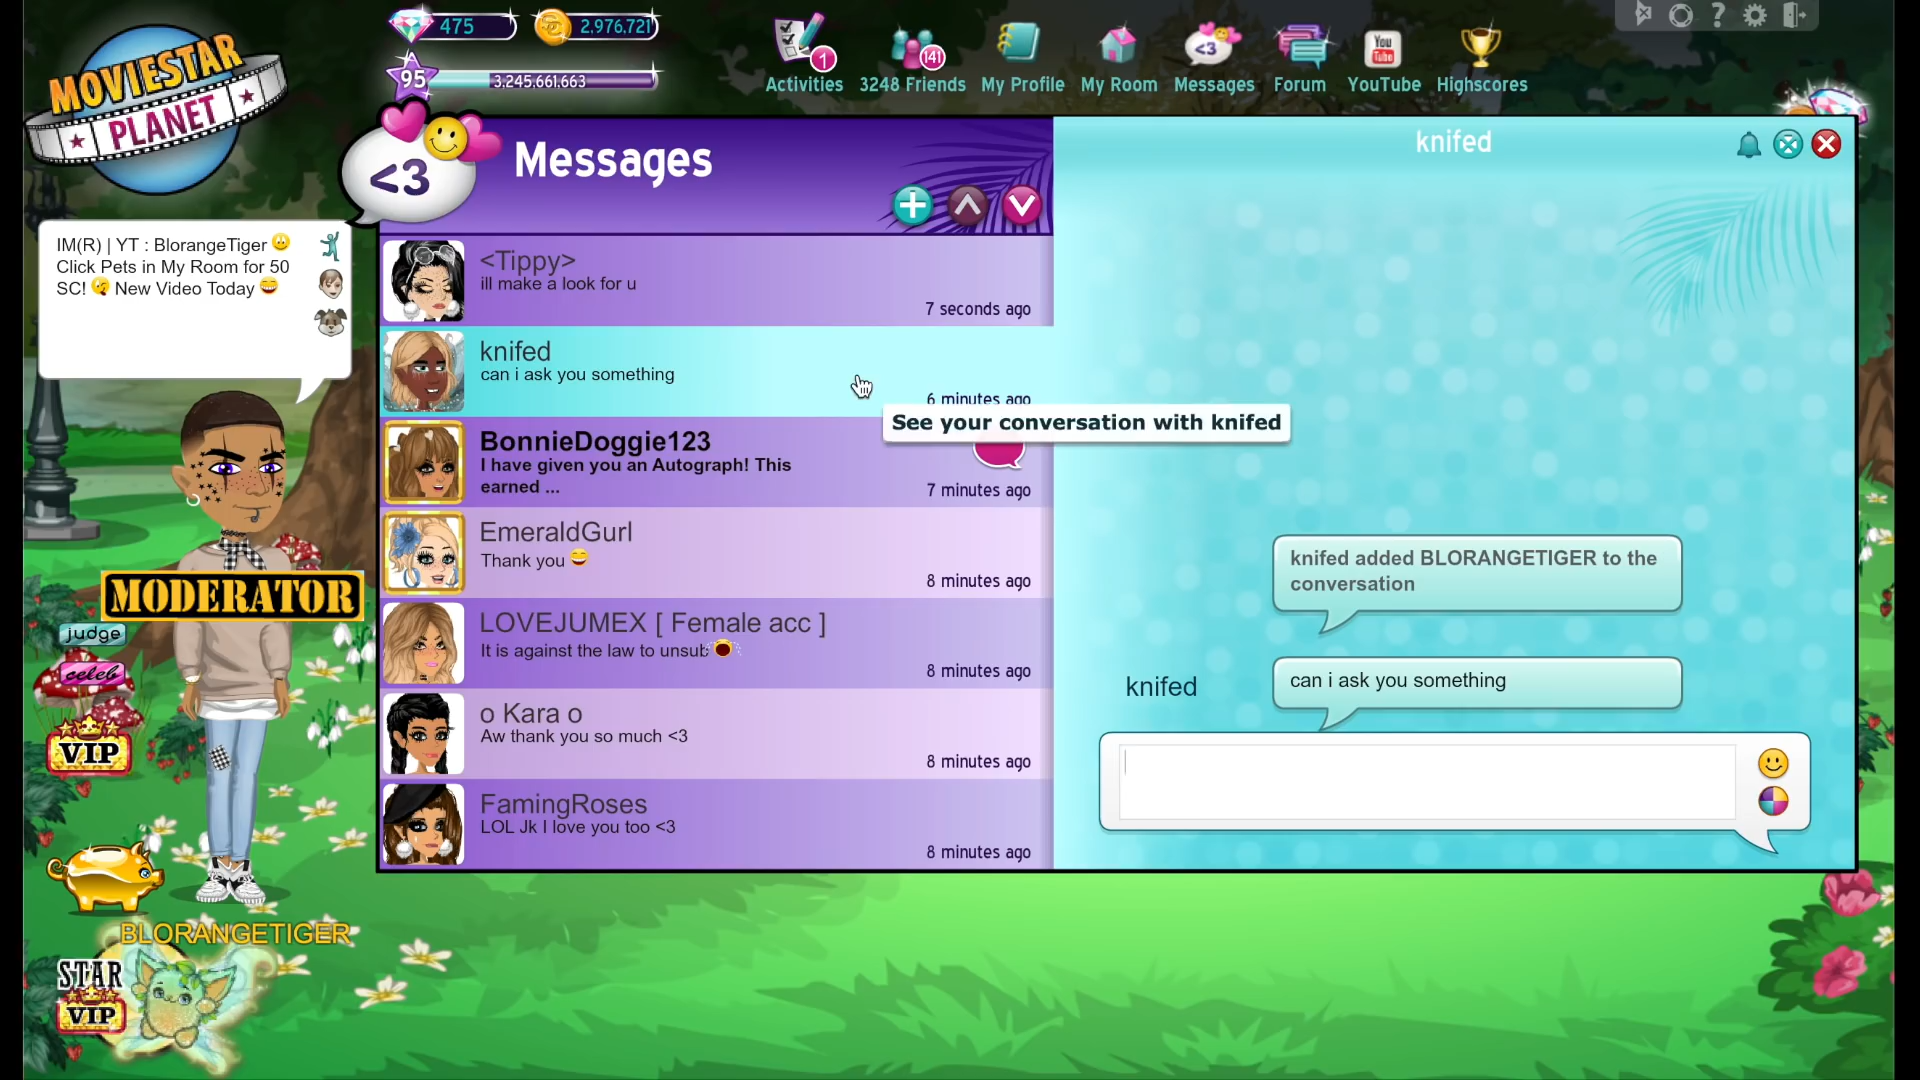 475
2.976.721
95
3.245.661.663
1
141
Activities
3248 Friends
My Profile
My Room
<3
Messages
Forum
You
Tube
YouTube
?
Highscores
MOVIESTAR
PLANET
<3
Messages
knifed
IM(R) | YT : BlorangeTiger
Click Pets in My Room for 50
SC! New Video Today
<Tippy>
ill make a look for u
7 seconds ago
knifed
can i ask you something
6 minutes ago
See your conversation with knifed
BonnieDoggie123
I have given you an Autograph! This
earned ...
7 minutes ago
EmeraldGurl
Thank you
8 minutes ago
LOVEJUMEX [ Female acc ]
It is against the law to unsub
8 minutes ago
o Kara o
Aw thank you so much <3
8 minutes ago
FamingRoses
LOL Jk I love you too <3
8 minutes ago
knifed added BLORANGETIGER to the
conversation
knifed
can i ask you something
MODERATOR
judge
celeb
VIP
BLORANGETIGER
STAR
VIP